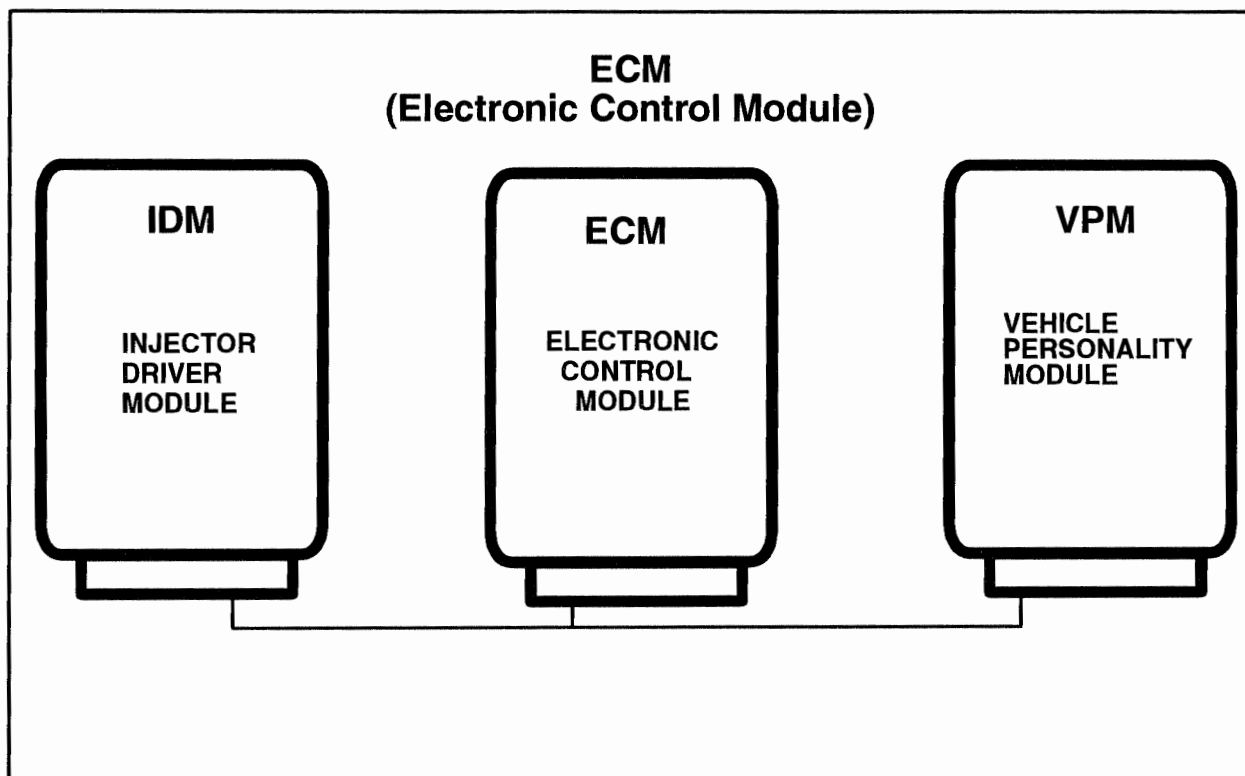 ECM
(Electronic Control Module)
IDM
INJECTOR
DRIVER
MODULE
ECM
ELECTRONIC
CONTROL
MODULE
VPM
VEHICLE
PERSONALITY
MODULE